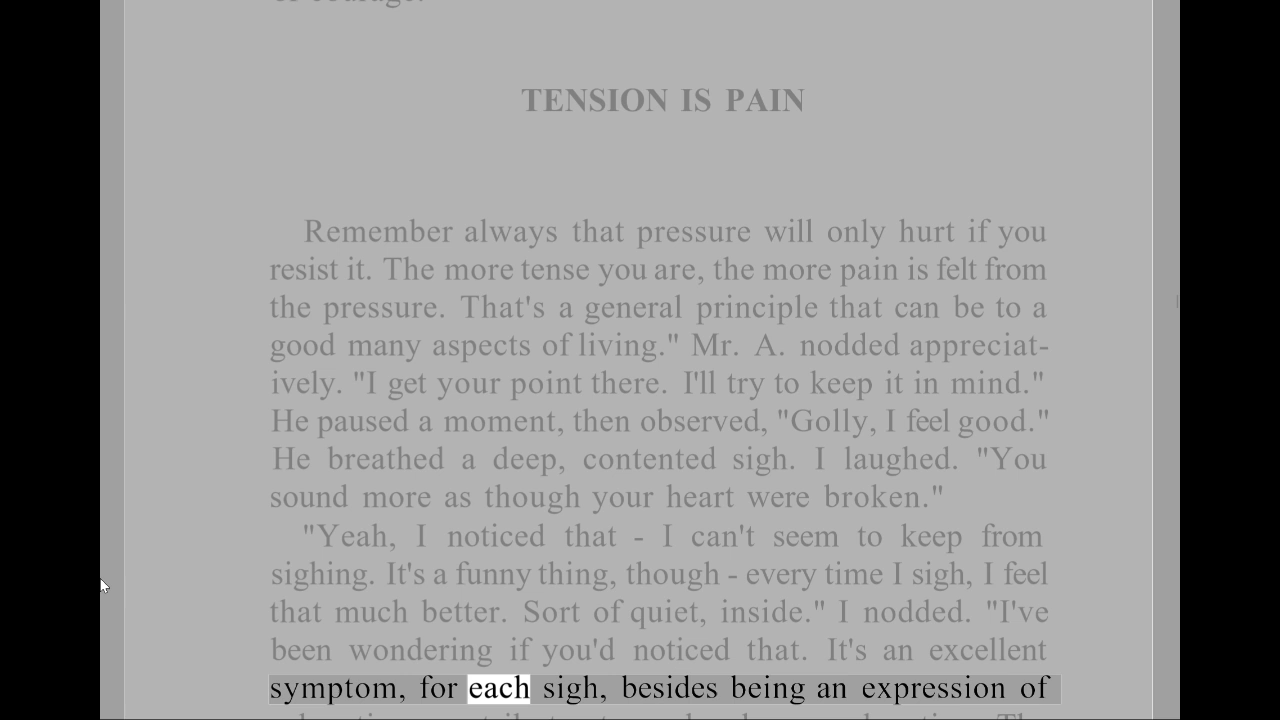 TENSION IS PAIN
Remember always that pressure will only hurt if you
resist it. The more tense you are, the more pain is felt from
the pressure. That's a general principle that can be to a
good many aspects of living." Mr. A. nodded appreciat-
ively. "I get your point there. I'll try to keep it in mind."
He paused a moment, then observed, "Golly, I feel good."
He breathed a deep, contented sigh. I laughed. "You
sound more as though your heart were broken."
"Yeah, I noticed that - I can't seem to keep from
sighing. It's a funny thing, though - every time I sigh, I feel
that much better. Sort of quiet, inside." I nodded. "I've
been wondering if you'd noticed that. It's an excellent
symptom, for each sigh, besides being an expression of